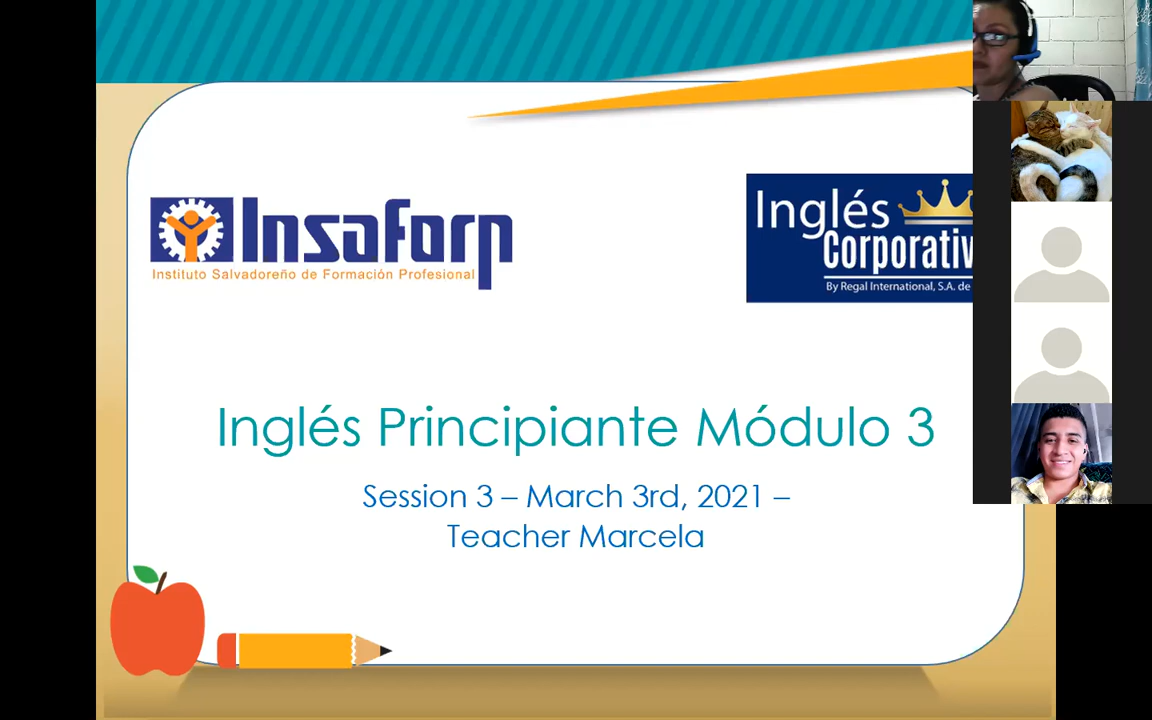 Insaforp
Instituto Salvadoreño de Formación Profesional
Inglés
Corporativ
By Regal International, S.A. de
Inglés Principiante Módulo 3
Session 3 – March 3rd, 2021 –
Teacher Marcela